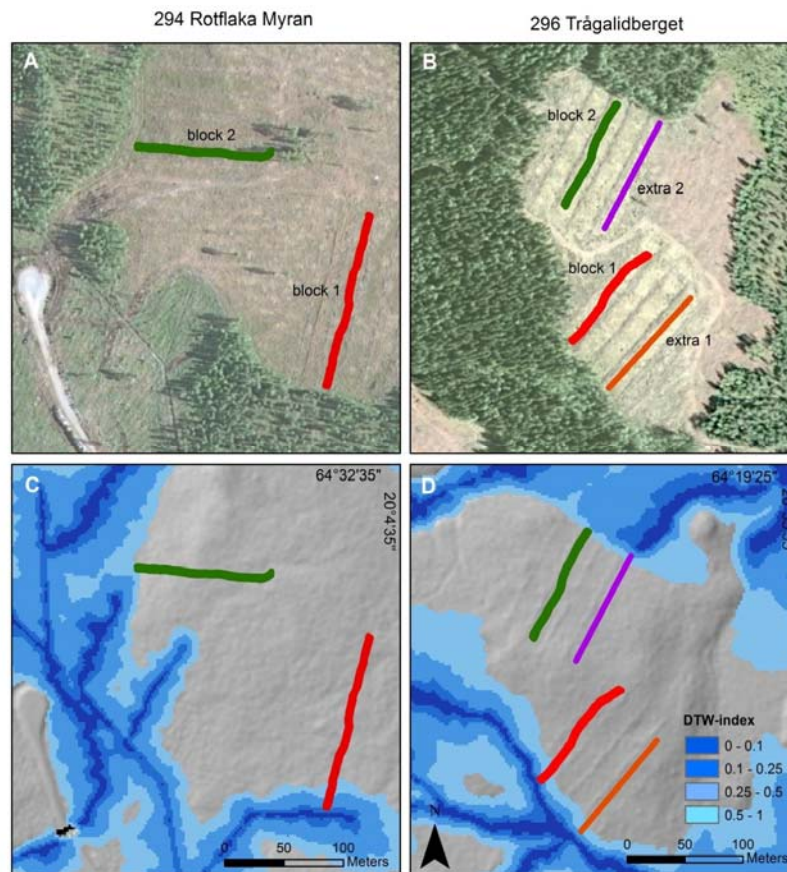 294 Rotflaka Myran
296 Trågalidberget
A
block 2
block 1
B
block 2
extra 2
block 1
extra 1
C
64°32'35"
20°4'35"
0 50 100
Meters
D
64°19'25"
DTW-index
0 - 0.1
0.1 - 0.25
0.25 - 0.5
0.5 - 1
N
0 50 100
Meters